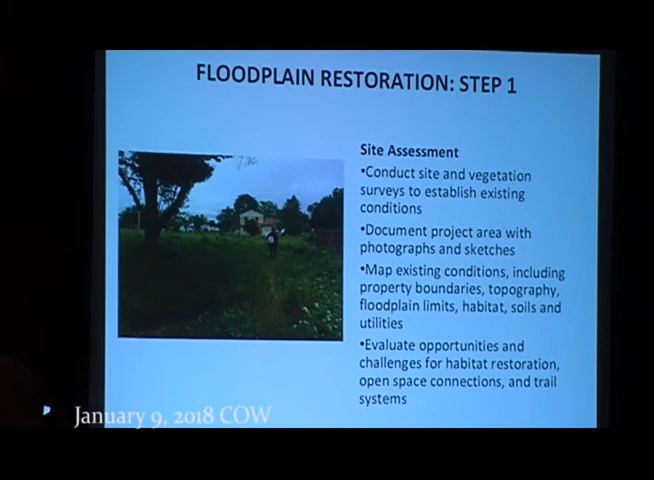 FLOODPLAIN RESTORATION: STEP 1
Site Assessment
•Conduct site and vegetation
surveys to establish existing
conditions
•Document project area with
photographs and sketches
•Map existing conditions, including
property boundaries, topography,
floodplain limits, habitat, soils and
utilities
•Evaluate opportunities and
challenges for habitat restoration,
open space connections, and trail
systems
January 9, 2018 COW